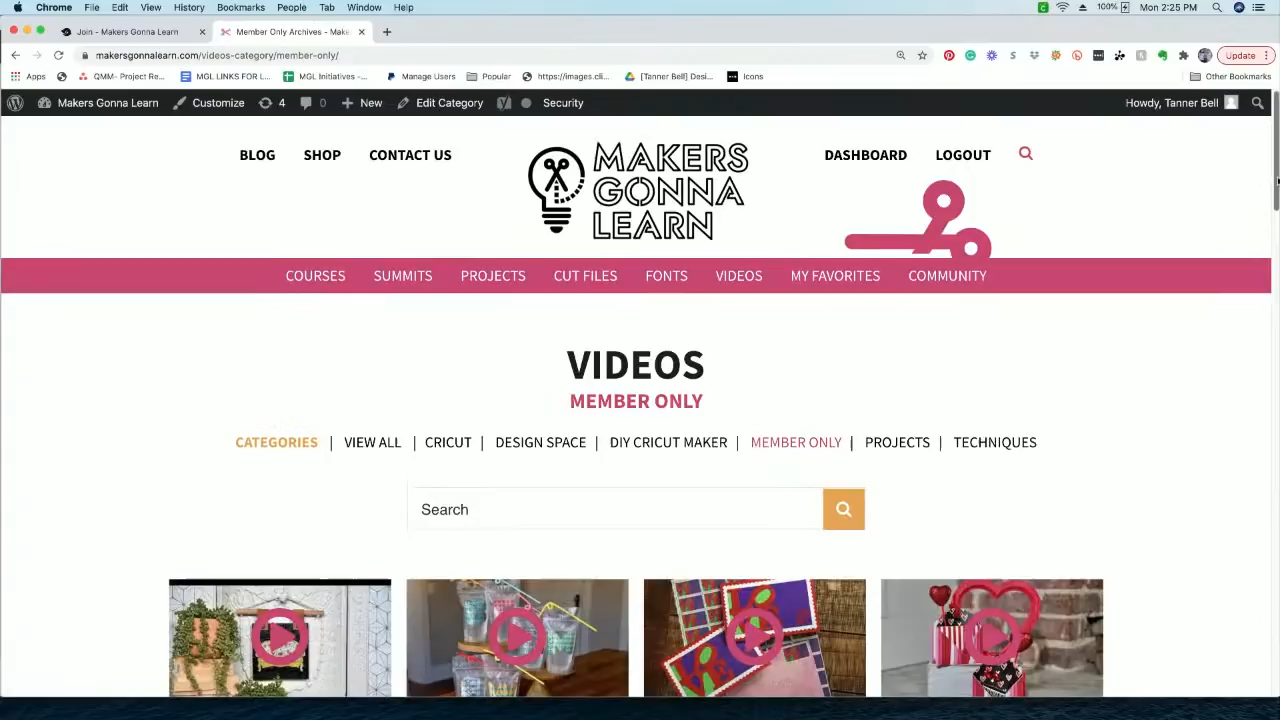 Chrome File Edit View History Bookmarks People Tab Window Help 100% Mon 2:25 PM
Join - Makers Gonna Learn Member Only Archives - Make
makersgonnalearn.com/videos-category/member-only/ Update
Apps QMM- Project Re... MGL LINKS FOR L... MGL Initiatives -... Manage Users Popular https://images.cli... [Tanner Bell] Desi... Icons Other Bookmarks
Makers Gonna Learn Customize 4 0 New Edit Category Security Howdy, Tanner Bell
BLOG SHOP CONTACT US DASHBOARD LOGOUT
MAKERS
GONNA
LEARN
COURSES SUMMITS PROJECTS CUT FILES FONTS VIDEOS MY FAVORITES COMMUNITY
VIDEOS
MEMBER ONLY
CATEGORIES | VIEW ALL | CRICUT | DESIGN SPACE | DIY CRICUT MAKER | MEMBER ONLY | PROJECTS | TECHNIQUES
Search